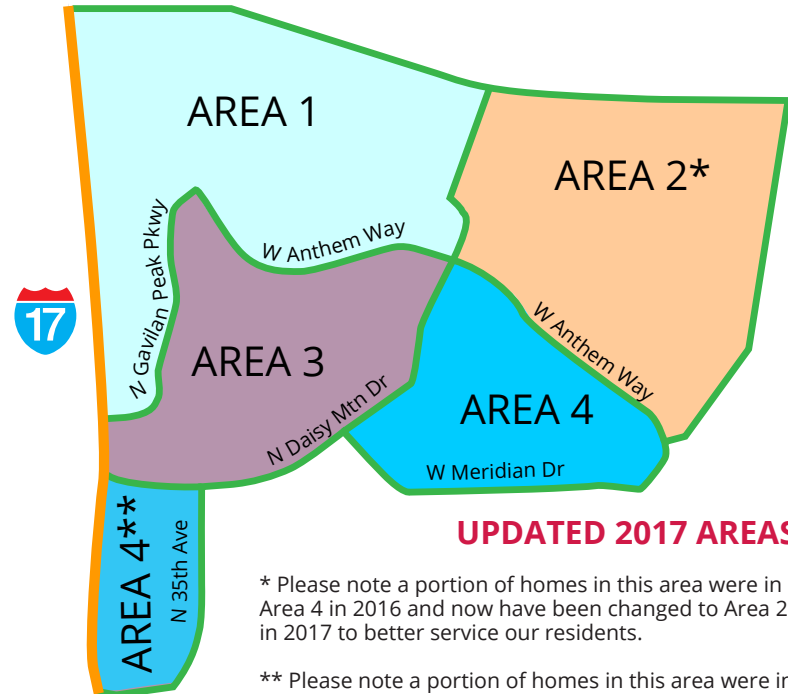 AREA 1
AREA 2*
N Gavilan Peak Pkwy
W Anthem Way
17
W Anthem Way
AREA 3
AREA 4
N Daisy Mtn Dr
W Meridian Dr
AREA 4**
N 35th Ave
UPDATED 2017 AREAS
* Please note a portion of homes in this area were in
Area 4 in 2016 and now have been changed to Area 2
in 2017 to better service our residents.
** Please note a portion of homes in this area were in